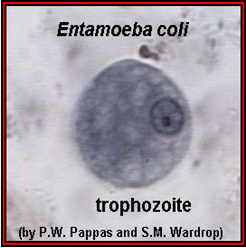 Entamoeba coli
trophozoite
(by P.W. Pappas and S.M. Wardrop)